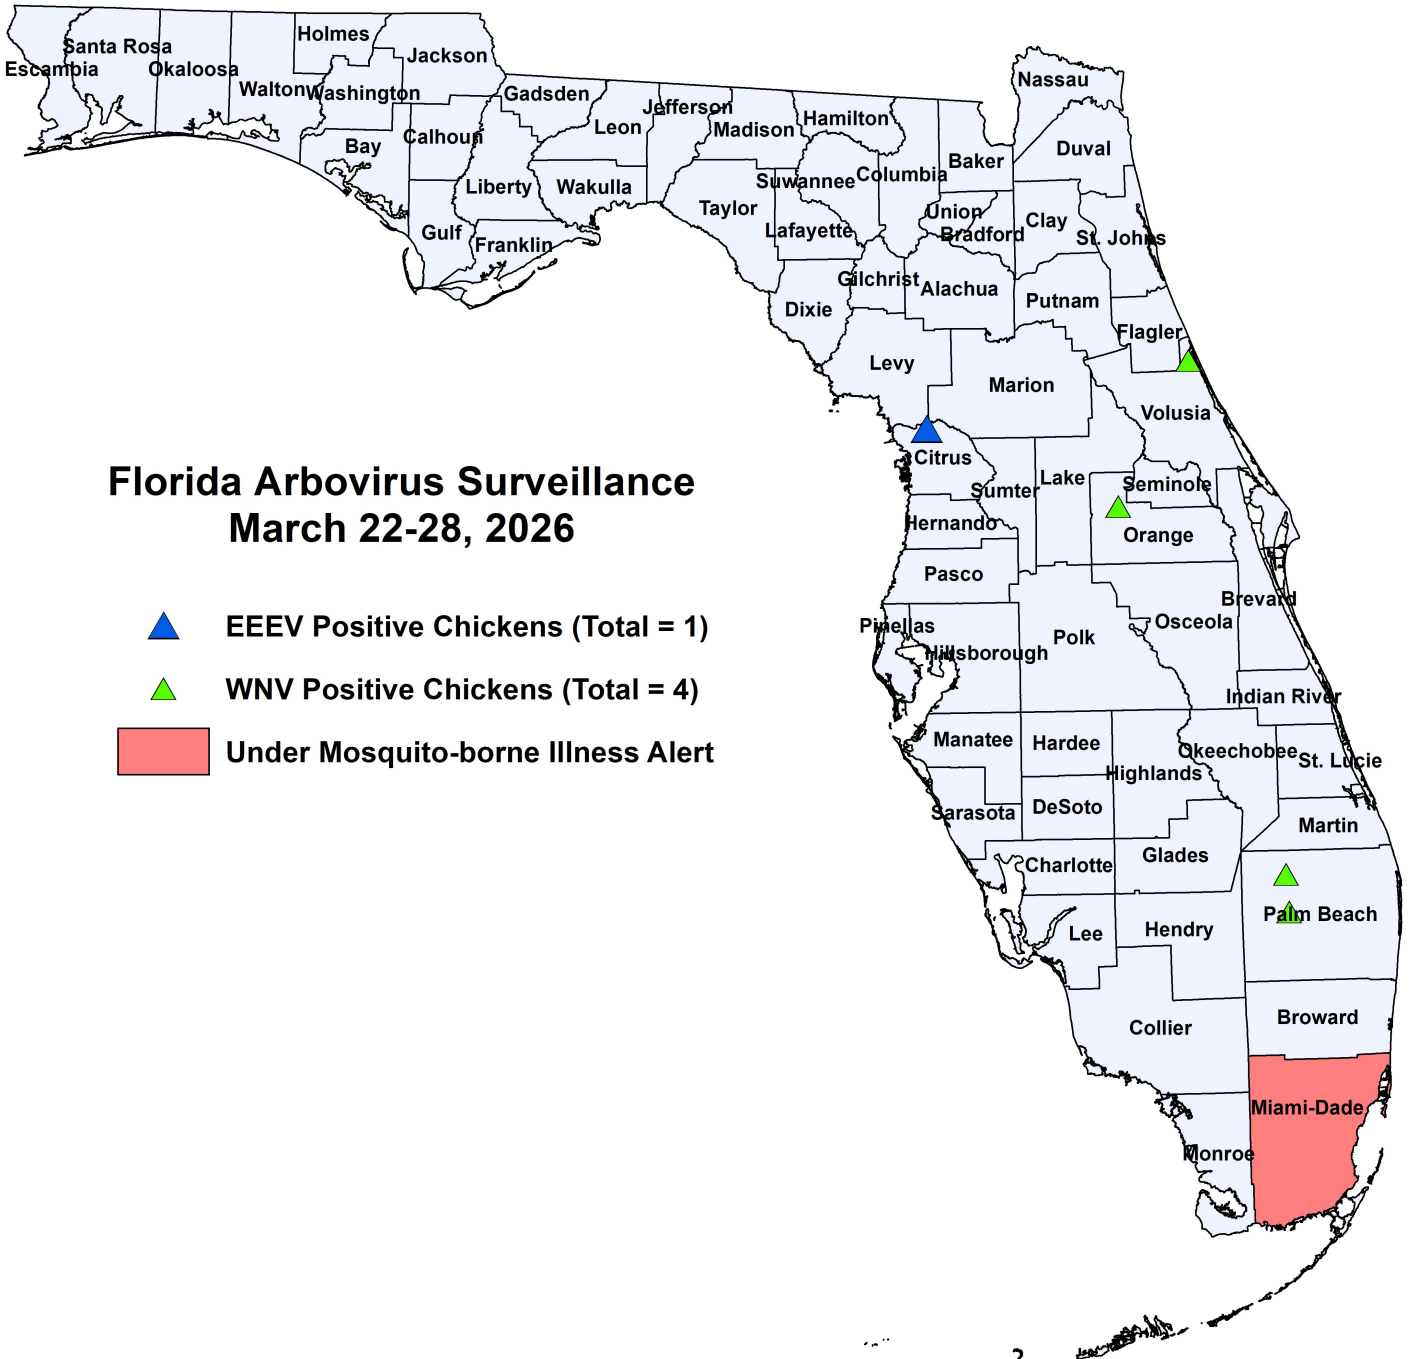 Holmes
Santa Rosa
Jackson
Escambia
Okaloosa
Walton
Washington
Gadsden
Nassau
Jefferson
Hamilton
Leon
Madison
Calhoun
Bay
Duval
Baker
Columbia
Suwannee
Liberty
Wakulla
Taylor
Union
Clay
Lafayette
Gulf
Bradford
St. Johns
Franklin
Gilchrist
Alachua
Putnam
Dixie
Flagler
Levy
Marion
Volusia
Citrus
Lake
Seminole
Sumter
Florida Arbovirus Surveillance
March 22-28, 2026
Hernando
Orange
Pasco
Brevard
Osceola
Pinellas
EEEV Positive Chickens (Total = 1)
Polk
Hillsborough
WNV Positive Chickens (Total = 4)
Indian River
Manatee
Hardee
Okeechobee
Under Mosquito-borne Illness Alert
St. Lucie
Highlands
DeSoto
Sarasota
Martin
Glades
Charlotte
Palm Beach
Hendry
Lee
Broward
Collier
Miami-Dade
Monroe